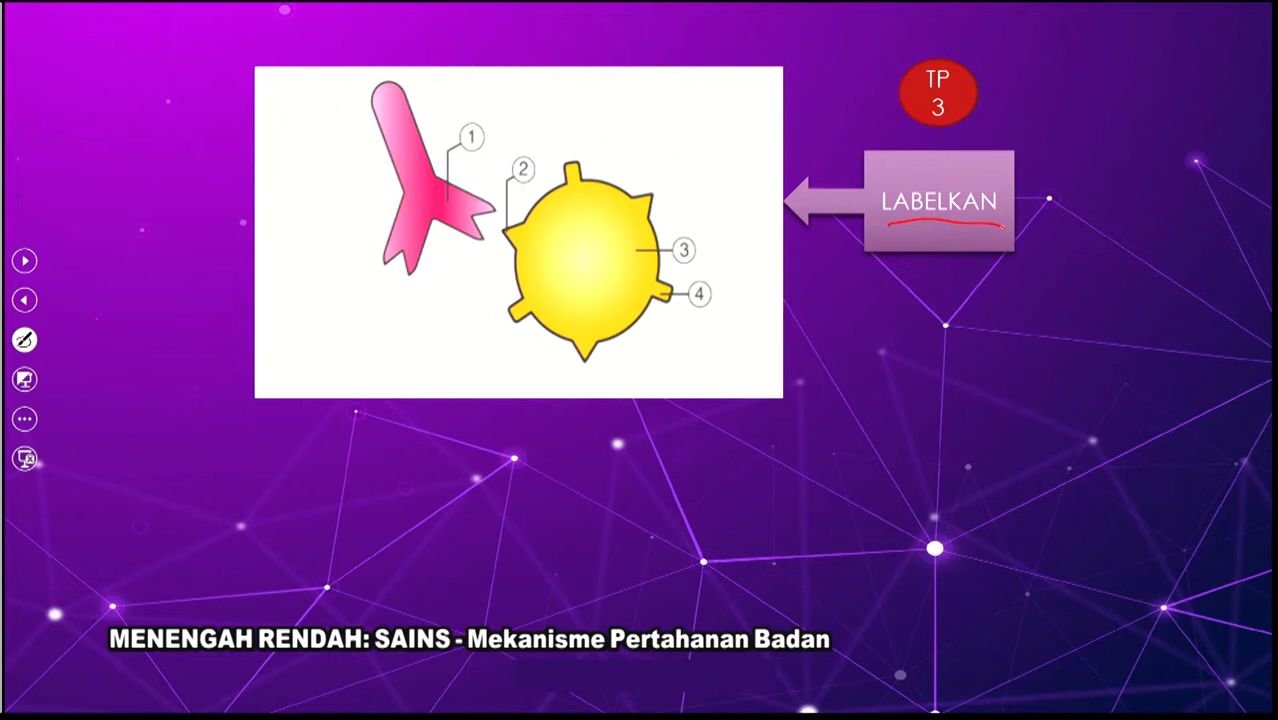 TP
3
LABELKAN
1
2
3
4
MENENGAH RENDAH: SAINS - Mekanisme Pertahanan Badan